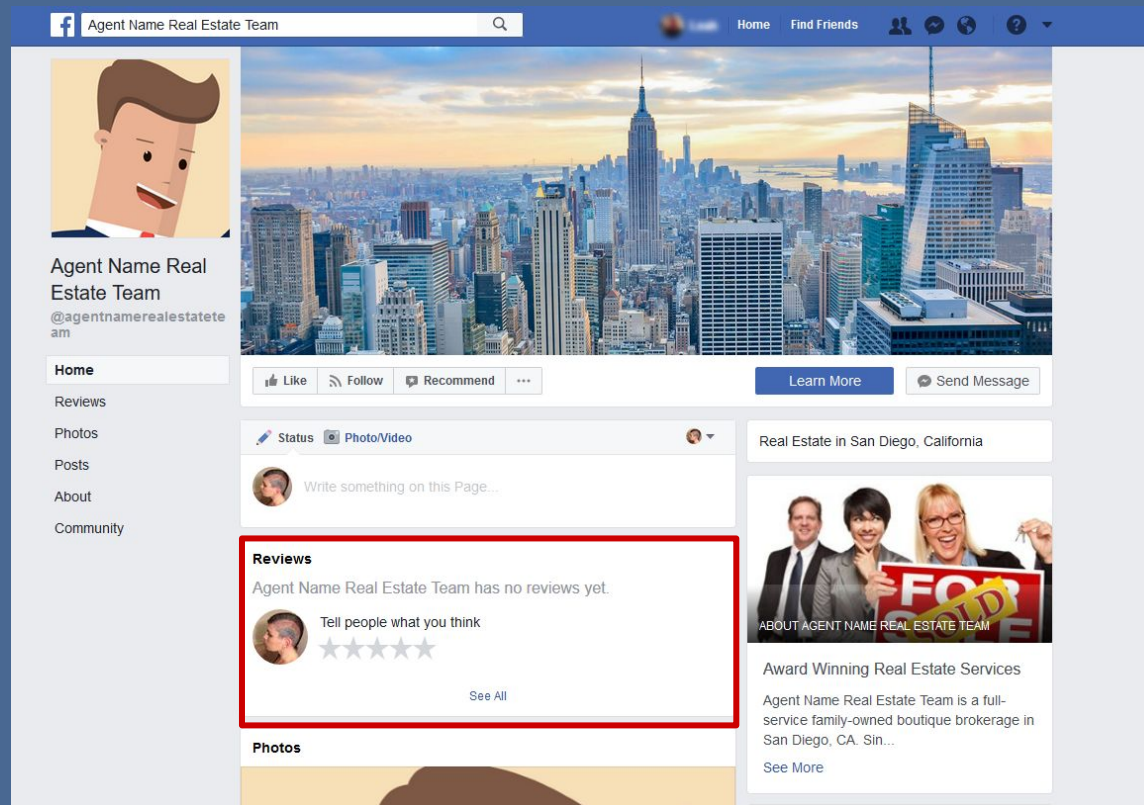 f
Agent Name Real Estate Team
Home
Find Friends
?
Agent Name Real
Estate Team
@agentnamerealestatete
am
Home
Reviews
Photos
Posts
About
Community
Like
Follow
Recommend
...
Learn More
Send Message
Status
Photo/Video
Write something on this Page...
Reviews
Agent Name Real Estate Team has no reviews yet.
Tell people what you think
See All
Photos
Real Estate in San Diego, California
FOR
SALE
SOLD
ABOUT AGENT NAME REAL ESTATE TEAM
Award Winning Real Estate Services
Agent Name Real Estate Team is a full-
service family-owned boutique brokerage in
San Diego, CA. Sin...
See More